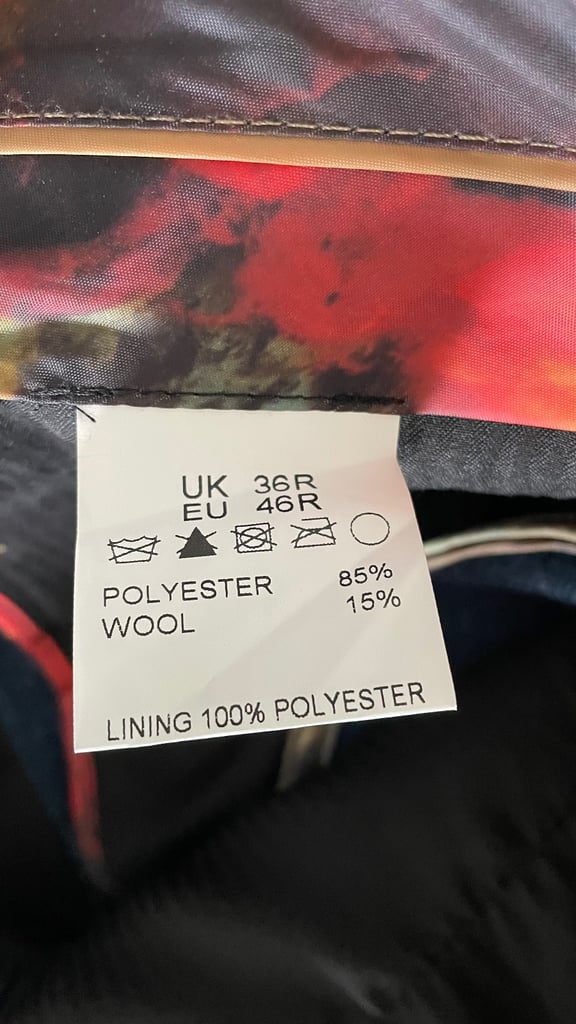 UK 36R
EU 46R
POLYESTER 85%
WOOL 15%
LINING 100% POLYESTER